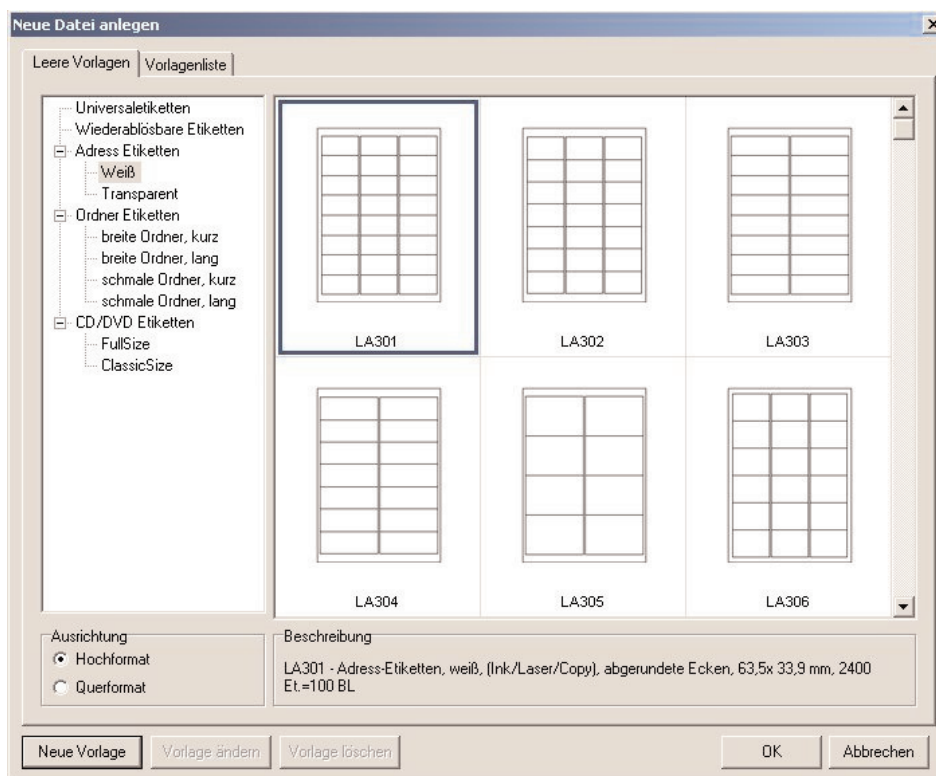 Neue Datei anlegen
Leere Vorlagen
Vorlagenliste
Universaletiketten
Wiederablösbare Etiketten
Adress Etiketten
Weiß
Transparent
Ordner Etiketten
breite Ordner, kurz
breite Ordner, lang
schmale Ordner, kurz
schmale Ordner, lang
CD/DVD Etiketten
FullSize
ClassicSize
LA301
LA302
LA303
LA304
LA305
LA306
Ausrichtung
Hochformat
Querformat
Beschreibung
LA301 - Adress-Etiketten, weiß, (Ink./Laser/Copy), abgerundete Ecken, 63,5x 33,9 mm, 2400
Et.=100 BL
Neue Vorlage
Vorlage ändern
Vorlage löschen
OK
Abbrechen